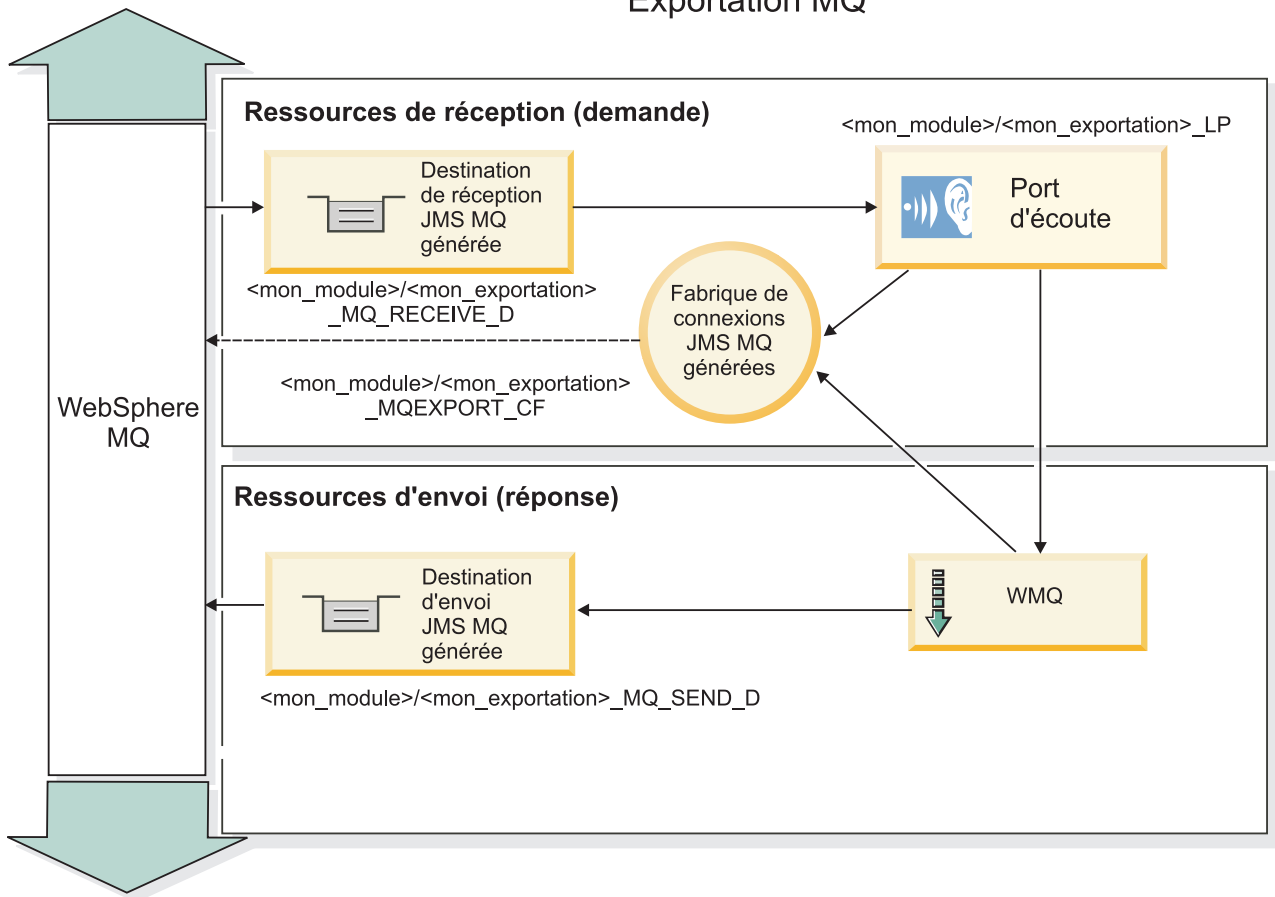 Exportation MQ
Ressources de réception (demande)
<mon_module>/<mon_exportation>_LP
Destination
de réception
JMS MQ
générée
Port
d'écoute
<mon_module>/<mon_exportation>
_MQ_RECEIVE_D
Fabrique de
connexions
JMS MQ
générées
<mon_module>/<mon_exportation>
_MQEXPORT_CF
WebSphere
MQ
Ressources d'envoi (réponse)
Destination
d'envoi
JMS MQ
générée
WMQ
<mon_module>/<mon_exportation>_MQ_SEND_D